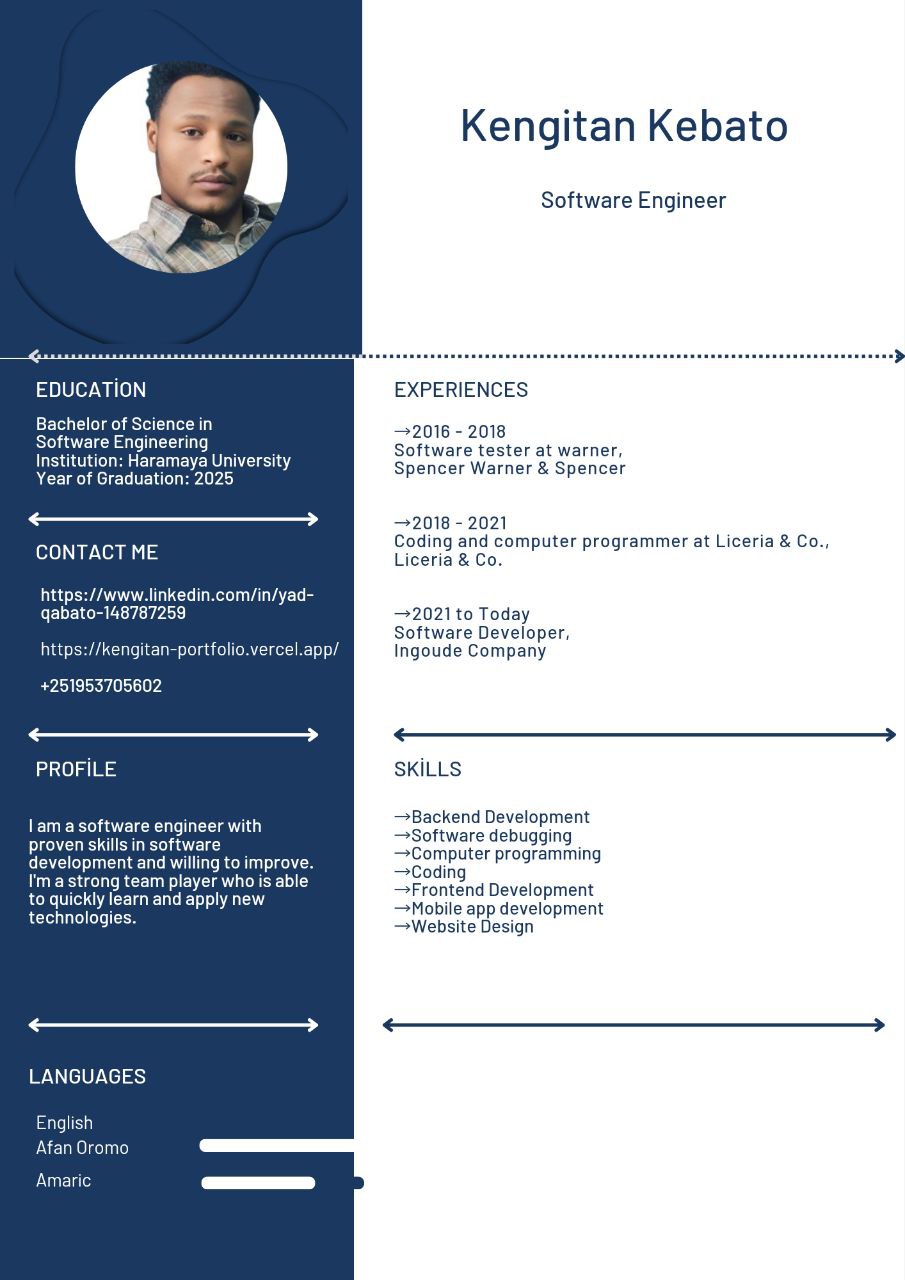 Kengitan Kebato
Software Engineer
EDUCATİON
Bachelor of Science in
Software Engineering
Institution: Haramaya University
Year of Graduation: 2025
CONTACT ME
https://www.linkedin.com/in/yad-
qabato-148787259
https://kengitan-portfolio.vercel.app/
+251953705602
PROFİLE
I am a software engineer with
proven skills in software
development and willing to improve.
I'm a strong team player who is able
to quickly learn and apply new
technologies.
LANGUAGES
English
Afan Oromo
Amaric
EXPERIENCES
→2016 - 2018
Software tester at warner,
Spencer Warner & Spencer
→2018 - 2021
Coding and computer programmer at Liceria & Co.,
Liceria & Co.
→2021 to Today
Software Developer,
Ingoude Company
SKİLLS
→Backend Development
→Software debugging
→Computer programming
→Coding
→Frontend Development
→Mobile app development
→Website Design